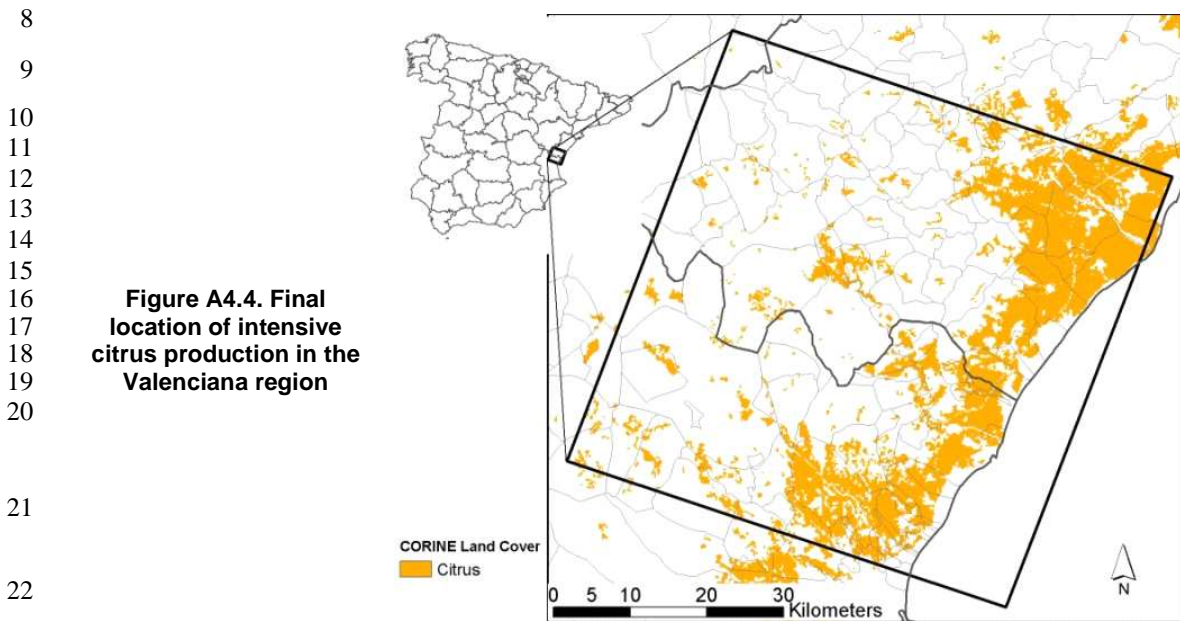 8
9
10
11
12
13
14
15
16
17
18
19
20
21
22
Figure A4.4. Final
location of intensive
citrus production in the
Valenciana region
CORINE Land Cover
Citrus
0 5 10 20 30
Kilometers
N